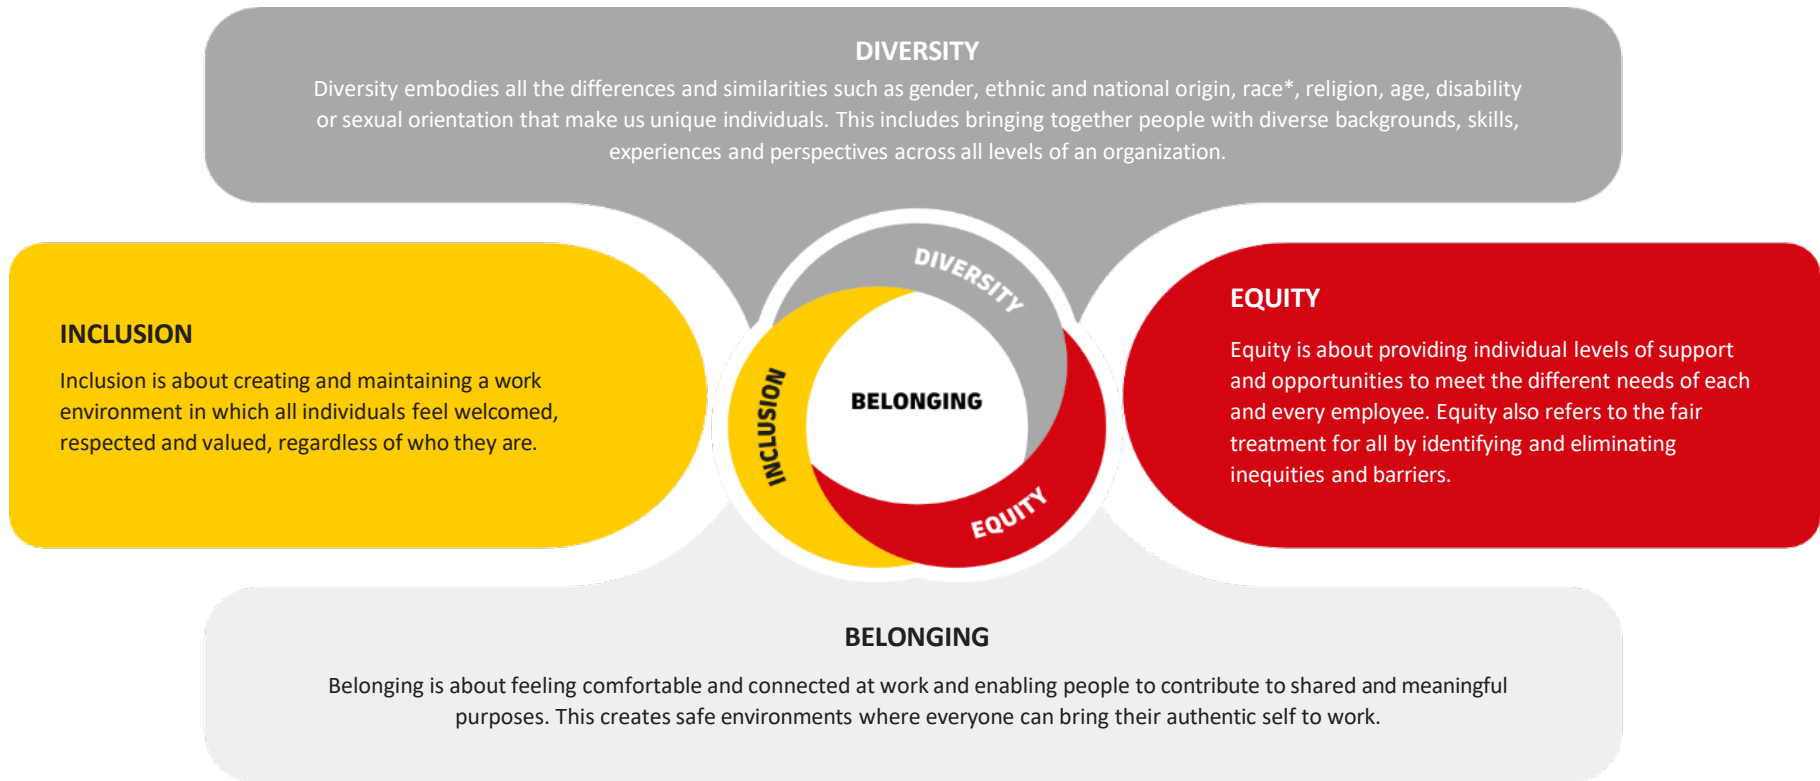 DIVERSITY
Diversity embodies all the differences and similarities such as gender, ethnic and national origin, race*, religion, age, disability
or sexual orientation that make us unique individuals. This includes bringing together people with diverse backgrounds, skills,
experiences and perspectives across all levels of an organization.
INCLUSION
Inclusion is about creating and maintaining a work
environment in which all individuals feel welcomed,
respected and valued, regardless of who they are.
DIVERSITY
INCLUSION
BELONGING
EQUITY
EQUITY
Equity is about providing individual levels of support
and opportunities to meet the different needs of each
and every employee. Equity also refers to the fair
treatment for all by identifying and eliminating
inequities and barriers.
BELONGING
Belonging is about feeling comfortable and connected at work and enabling people to contribute to shared and meaningful
purposes. This creates safe environments where everyone can bring their authentic self to work.